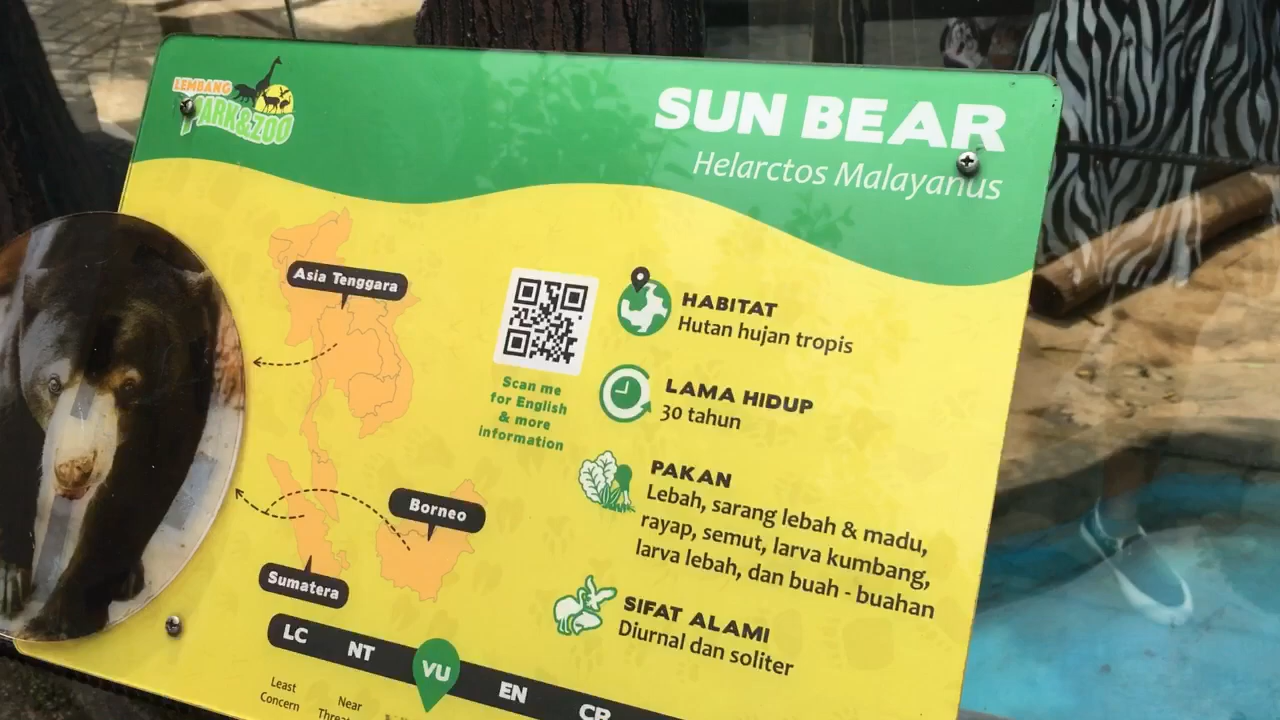 LEMBANG
PARK&ZOO
SUN BEAR
Helarctos Malayanus
Asia Tenggara
Borneo
Sumatera
Scan me
for English
& more
information
HABITAT
Hutan hujan tropis
LAMA HIDUP
30 tahun
PAKAN
Lebah, sarang lebah & madu,
rayap, semut, larva kumbang,
larva lebah, dan buah - buahan
SIFAT ALAMI
Diurnal dan soliter
LC NT VU EN CR
Least
Concern
Near